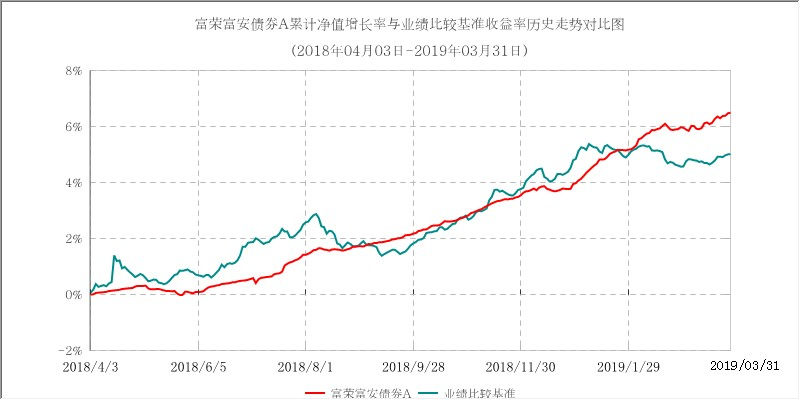 富荣富安债券A累计净值增长率与业绩比较基准收益率历史走势对比图
(2018年04月03日-2019年03月31日)
8%
6%
4%
2%
0%
-2%
2018/4/3 2018/6/5 2018/8/1 2018/9/28 2018/11/30 2019/1/29 2019/03/31
富荣富安债券A 业绩比较基准